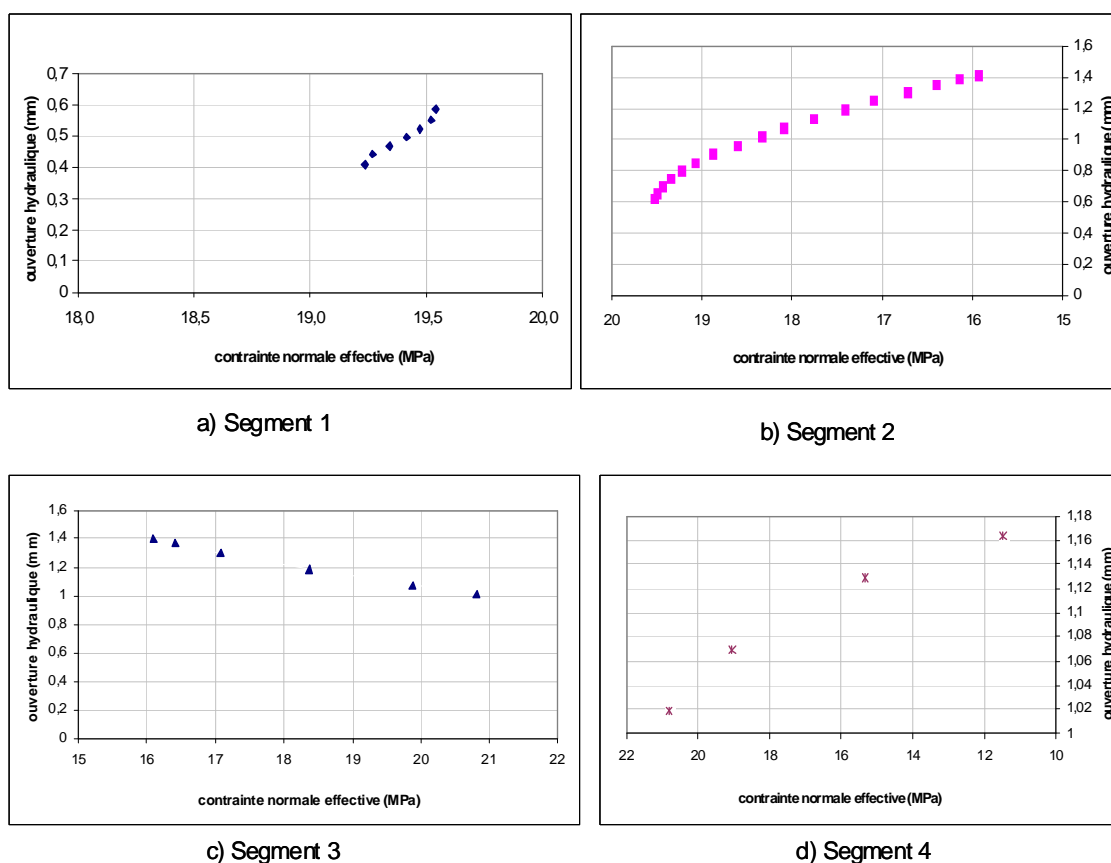 0,7
0,6
0,5
0,4
0,3
0,2
0,1
0
18,0 18,5 19,0 19,5 20,0
ouverture hydraulique (mm)
contrainte normale effective (MPa)
a) Segment 1
1,6
1,4
1,2
1
0,8
0,6
0,4
0,2
0
20 19 18 17 16 15
ouverture hydraulique (mm)
contrainte normale effective (MPa)
b) Segment 2
1,6
1,4
1,2
1
0,8
0,6
0,4
0,2
0
15 16 17 18 19 20 21 22
ouverture hydraulique (mm)
contrainte normale effective (MPa)
c) Segment 3
1,18
1,16
1,14
1,12
1,1
1,08
1,06
1,04
1,02
1
22 20 18 16 14 12 10
ouverture hydraulique (mm)
contrainte normale effective (MPa)
d) Segment 4